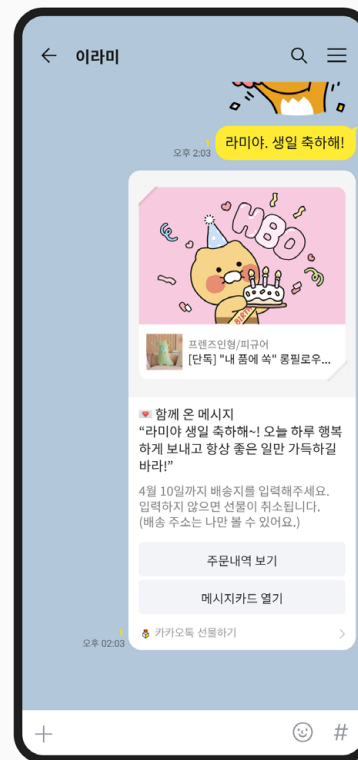 이라미
라미야. 생일 축하해!
오후 2:03
HBD
프렌즈인형/피규어
[단독] "내 품에 쏙" 롱필로우...
함께 온 메시지
“라미야 생일 축하해~! 오늘 하루 행복
하게 보내고 항상 좋은 일만 가득하길
바라!”
4월 10일까지 배송지를 입력해주세요.
입력하지 않으면 선물이 취소됩니다.
(배송 주소는 나만 볼 수 있어요.)
주문내역 보기
메시지카드 열기
카카오톡 선물하기
오후 02:03
#